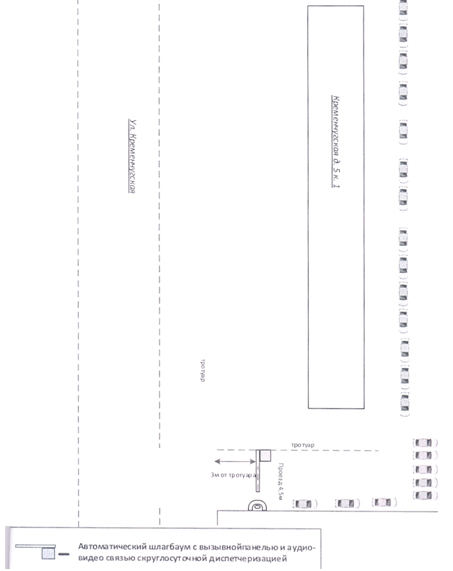 Ул. Кременчугская
Кременчугская д. 5 к. 1
тротуар
тротуар
3м от тротуара
Проезд 4,5м
Автоматический шлагбаум с вызывнойпанелью и аудио-
видео связью скруглосуточной диспетчеризацией